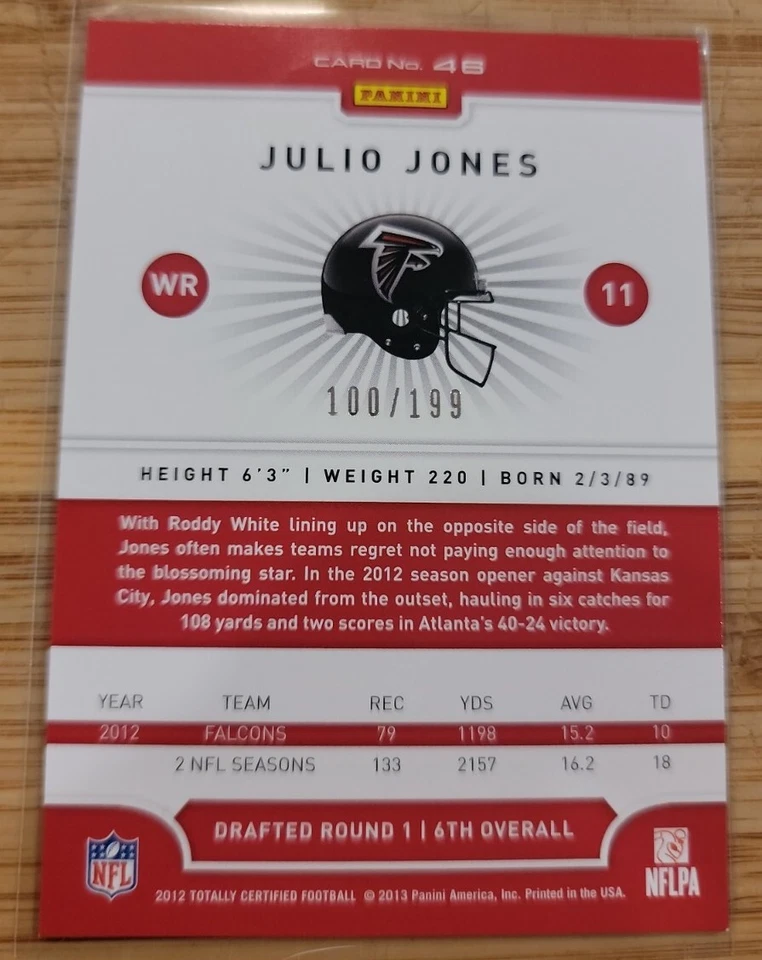 CARD No. 46
PANINI
JULIO JONES
WR
11
100/199
HEIGHT 6'3" | WEIGHT 220 | BORN 2/3/89
With Roddy White lining up on the opposite side of the field,
Jones often makes teams regret not paying enough attention to
the blossoming star. In the 2012 season opener against Kansas
City, Jones dominated from the outset, hauling in six catches for
108 yards and two scores in Atlanta's 40-24 victory.
YEAR TEAM REC YDS AVG TD
2012 FALCONS 79 1198 15.2 10
2 NFL SEASONS 133 2157 16.2 18
DRAFTED ROUND 1 | 6TH OVERALL
NFL
NFLPA
2012 TOTALLY CERTIFIED FOOTBALL © 2013 Panini America, Inc. Printed in the USA.